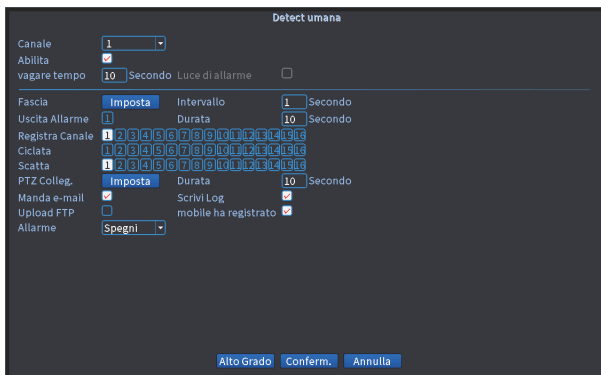 Detect umana
Canale 1
Abilita
vagare tempo 10 Secondo Luce di allarme
Fascia Imposta Intervallo 1 Secondo
Uscita Allarme 1 Durata 10 Secondo
Registra Canale 1 2 3 4 5 6 7 8 9 10 11 12 13 14 15 16
Ciclata 1 2 3 4 5 6 7 8 9 10 11 12 13 14 15 16
Scatta 1 2 3 4 5 6 7 8 9 10 11 12 13 14 15 16
PTZ Colleg. Imposta Durata 10 Secondo
Manda e-mail Scrivi Log
Upload FTP mobile ha registrato
Allarme Spegni
Alto Grado Conferm. Annulla